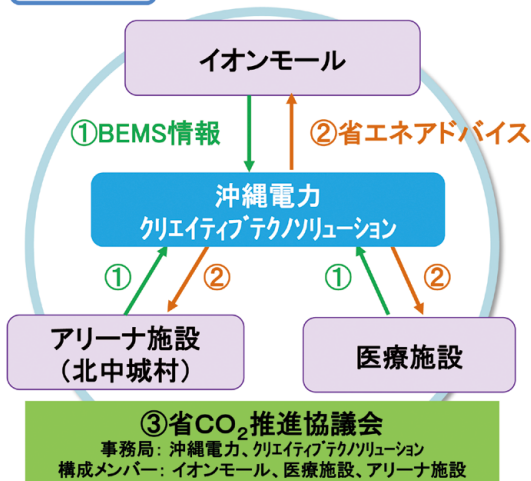 イオンモール
①BEMS情報
②省エネアドバイス
沖縄電力
クリエイティブテクノソリューション
①
②
①
②
アリーナ施設
（北中城村）
医療施設
③省CO₂推進協議会
事務局：沖縄電力、クリエイティブテクノソリューション
構成メンバー：イオンモール、医療施設、アリーナ施設